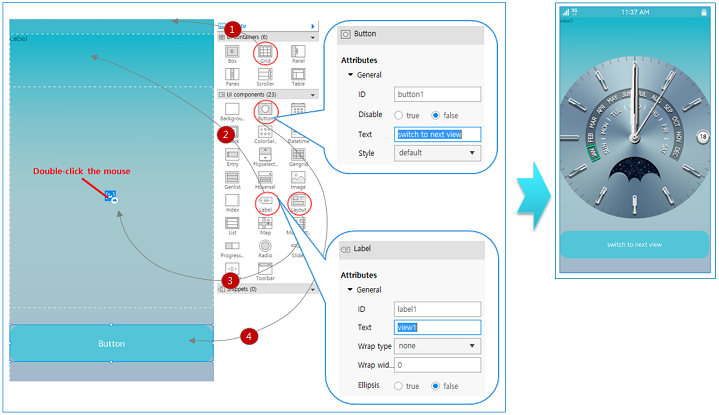 Label
Double-click the mouse
Button
1
2
3
4
UI containers (6)
Box
Grid
Panel
Panes
Scroller
Table
UI components (23)
Backgrou...
Button
ColorSel...
Datetime
Entry
Flipselect...
Gengrid
Genlist
Hoversel
Image
Index
Label
Layout
List
Map
Progress...
Radio
Slide
Toolbar
Snippets (0)
Button
Attributes
General
ID
button1
Disable
true
false
Text
switch to next view
Style
default
Label
Attributes
General
ID
label1
Text
view1
Wrap type
none
Wrap wid...
0
Ellipsis
true
false
3G
11:37 AM
view1
JAN FEB MAR APR MAY JUN JUL AUG SEP OCT NOV DEC
18
switch to next view